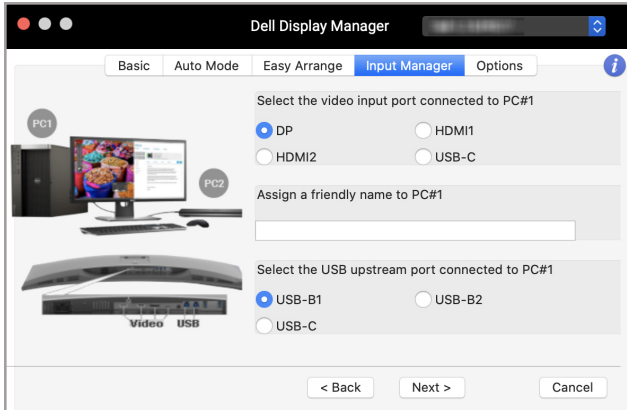 Dell Display Manager
Basic Auto Mode Easy Arrange Input Manager Options i
Select the video input port connected to PC#1
PC1
DP HDMI1
HDMI2 USB-C
PC2
Assign a friendly name to PC#1
Select the USB upstream port connected to PC#1
USB-B1 USB-B2
Video USB
USB-C
< Back Next > Cancel